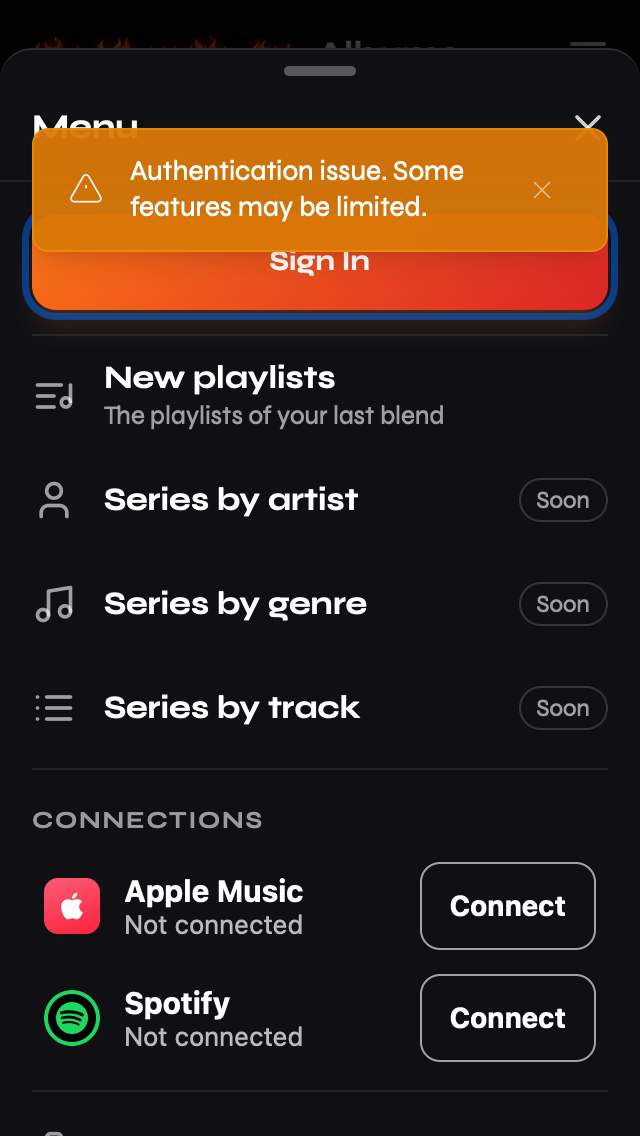 Menu
Authentication issue. Some
features may be limited.
Sign In
New playlists
The playlists of your last blend
Series by artist
Soon
Series by genre
Soon
Series by track
Soon
CONNECTIONS
Apple Music
Not connected
Connect
Spotify
Not connected
Connect